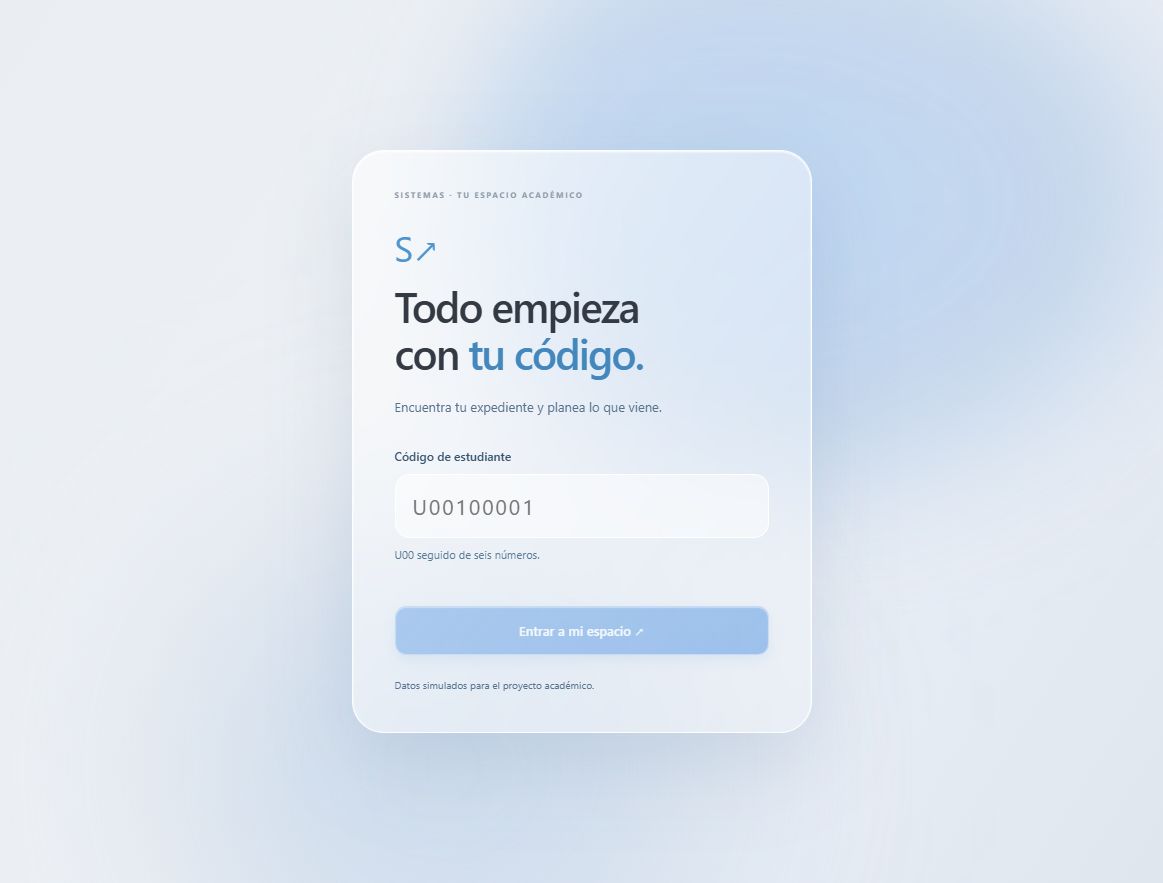 SISTEMAS · TU ESPACIO ACADÉMICO
S↗
Todo empieza
con tu código.
Encuentra tu expediente y planea lo que viene.
Código de estudiante
U00100001
U00 seguido de seis números.
Entrar a mi espacio ↗
Datos simulados para el proyecto académico.